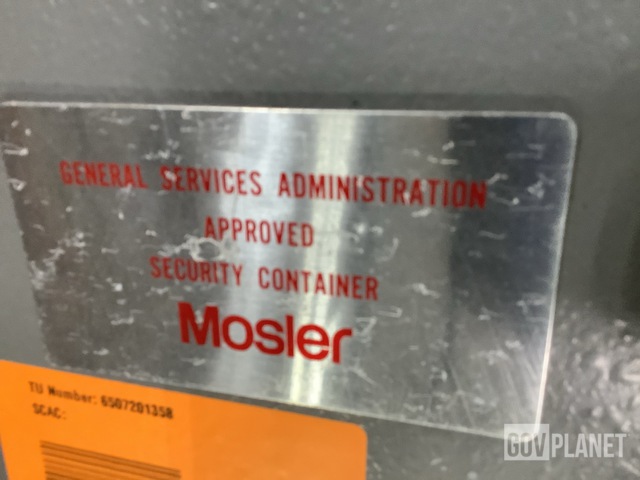 GENERAL SERVICES ADMINISTRATION
APPROVED
SECURITY CONTAINER
Mosler
TU Number: 6507201358
SCAC:
GOVPLANET